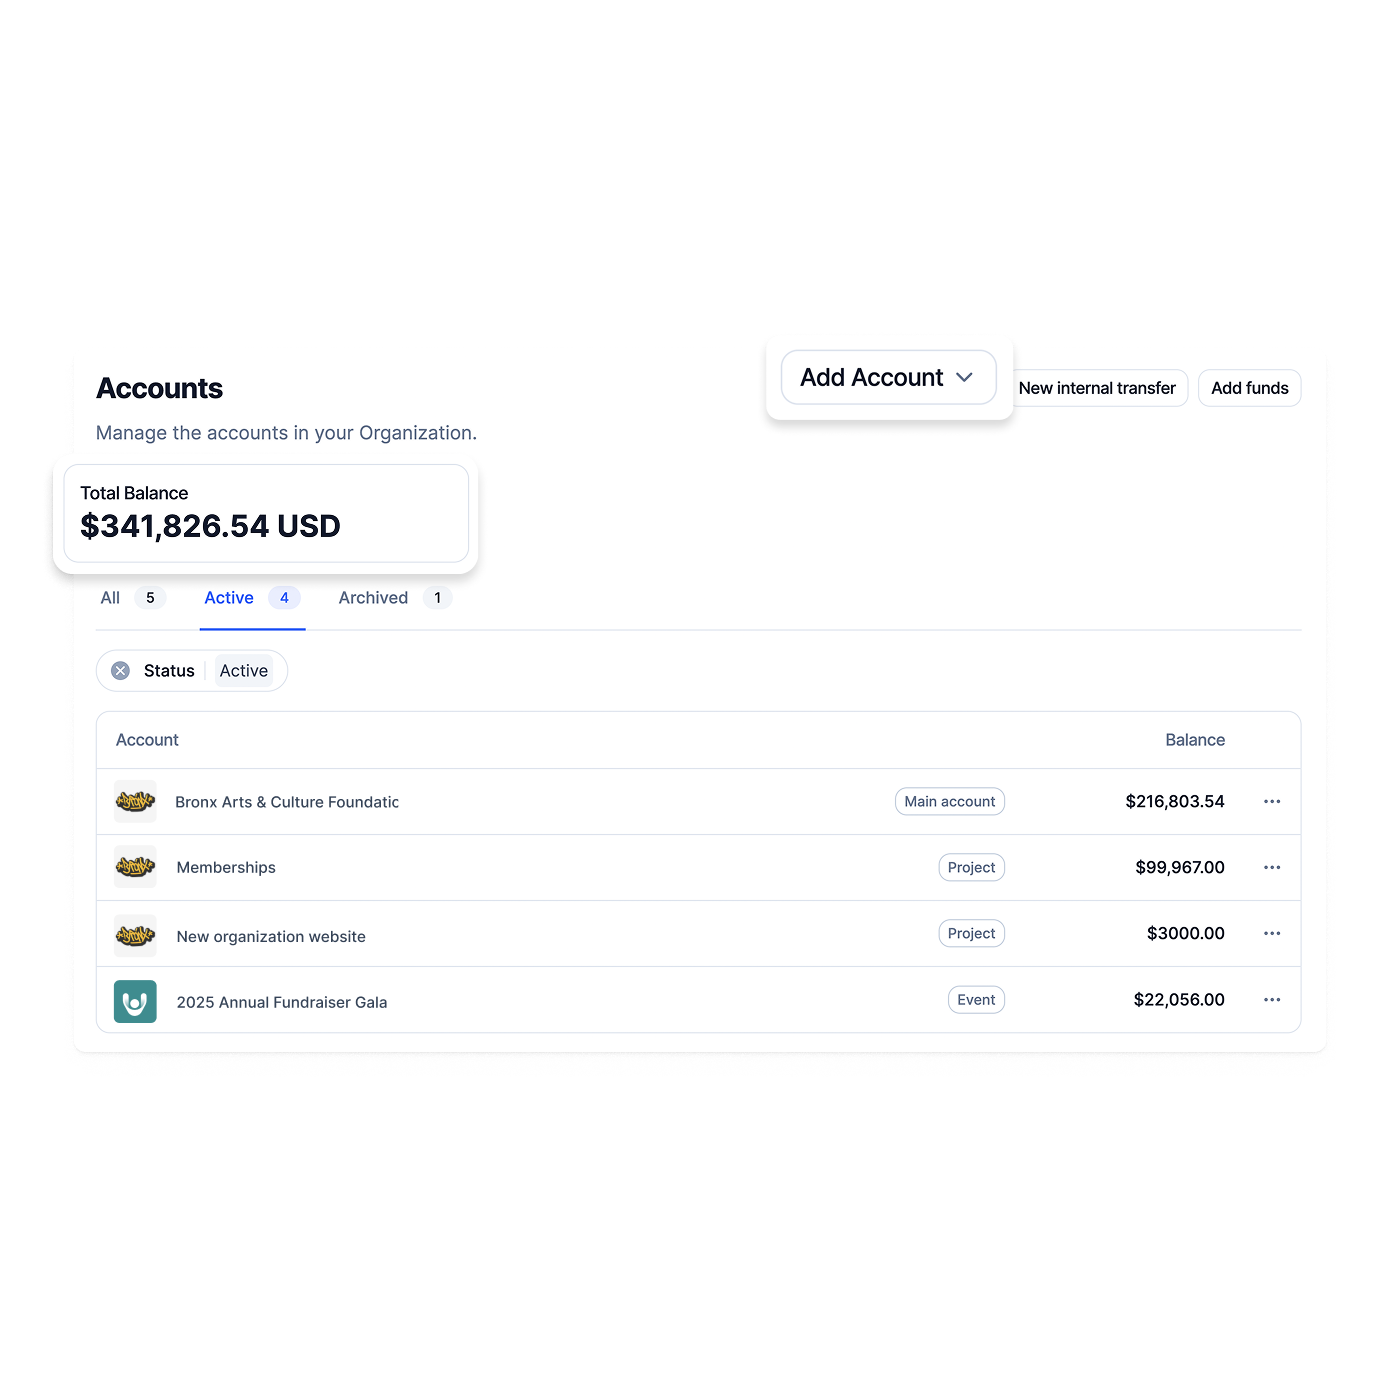 Accounts
Manage the accounts in your Organization.
Add Account
New internal transfer
Add funds
Total Balance
$341,826.54 USD
All 5 Active 4 Archived 1
Status Active
Account Balance
Bronx Arts & Culture Foundatic Main account $216,803.54
Memberships Project $99,967.00
New organization website Project $3000.00
2025 Annual Fundraiser Gala Event $22,056.00